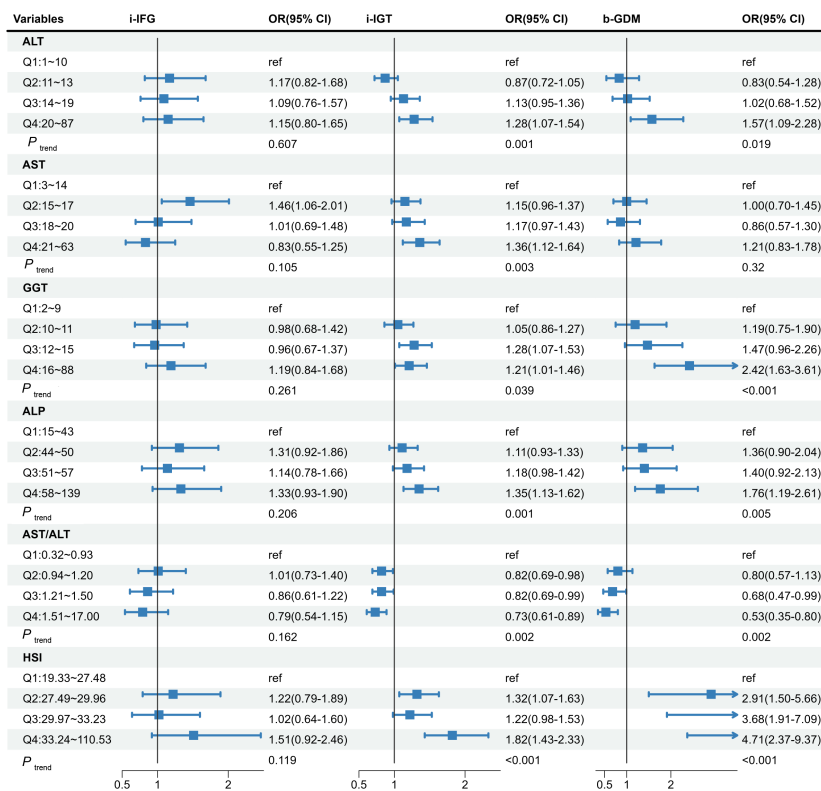 Variables i-IFG OR(95% CI) i-IGT OR(95% CI) b-GDM OR(95% CI)
ALT
Q1:1~10 ref ref ref
Q2:11~13 1.17(0.82-1.68) 0.87(0.72-1.05) 0.83(0.54-1.28)
Q3:14~19 1.09(0.76-1.57) 1.13(0.95-1.36) 1.02(0.68-1.52)
Q4:20~87 1.15(0.80-1.65) 1.28(1.07-1.54) 1.57(1.09-2.28)
P trend 0.607 0.001 0.019
AST
Q1:3~14 ref ref ref
Q2:15~17 1.46(1.06-2.01) 1.15(0.96-1.37) 1.00(0.70-1.45)
Q3:18~20 1.01(0.69-1.48) 1.17(0.97-1.43) 0.86(0.57-1.30)
Q4:21~63 0.83(0.55-1.25) 1.36(1.12-1.64) 1.21(0.83-1.78)
P trend 0.105 0.003 0.32
GGT
Q1:2~9 ref ref ref
Q2:10~11 0.98(0.68-1.42) 1.05(0.86-1.27) 1.19(0.75-1.90)
Q3:12~15 0.96(0.67-1.37) 1.28(1.07-1.53) 1.47(0.96-2.26)
Q4:16~88 1.19(0.84-1.68) 1.21(1.01-1.46) 2.42(1.63-3.61)
P trend 0.261 0.039 <0.001
ALP
Q1:15~43 ref ref ref
Q2:44~50 1.31(0.92-1.86) 1.11(0.93-1.33) 1.36(0.90-2.04)
Q3:51~57 1.14(0.78-1.66) 1.18(0.98-1.42) 1.40(0.92-2.13)
Q4:58~139 1.33(0.93-1.90) 1.35(1.13-1.62) 1.76(1.19-2.61)
P trend 0.206 0.001 0.005
AST/ALT
Q1:0.32~0.93 ref ref ref
Q2:0.94~1.20 1.01(0.73-1.40) 0.82(0.69-0.98) 0.80(0.57-1.13)
Q3:1.21~1.50 0.86(0.61-1.22) 0.82(0.69-0.99) 0.68(0.47-0.99)
Q4:1.51~17.00 0.79(0.54-1.15) 0.73(0.61-0.89) 0.53(0.35-0.80)
P trend 0.162 0.002 0.002
HSI
Q1:19.33~27.48 ref ref ref
Q2:27.49~29.96 1.22(0.79-1.89) 1.32(1.07-1.63) 2.91(1.50-5.66)
Q3:29.97~33.23 1.02(0.64-1.60) 1.22(0.98-1.53) 3.68(1.91-7.09)
Q4:33.24~110.53 1.51(0.92-2.46) 1.82(1.43-2.33) 4.71(2.37-9.37)
P trend 0.119 <0.001 <0.001
0.5 1 2 0.5 1 2 0.5 1 2